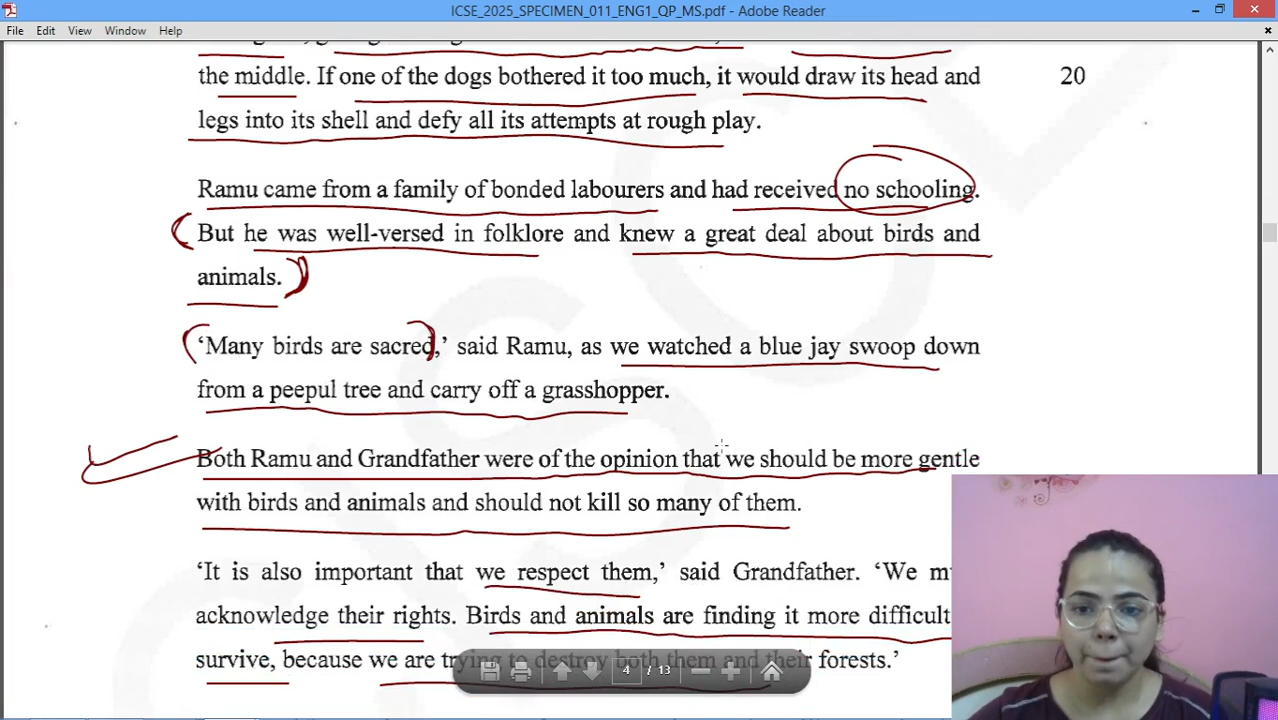 ICSE_2025_SPECIMEN_011_ENG1_QP_MS.pdf - Adobe Reader
File Edit View Window Help
the middle. If one of the dogs bothered it too much, it would draw its head and 20
legs into its shell and defy all its attempts at rough play.
Ramu came from a family of bonded labourers and had received no schooling.
But he was well-versed in folklore and knew a great deal about birds and
animals.
‘Many birds are sacred,’ said Ramu, as we watched a blue jay swoop down
from a peepul tree and carry off a grasshopper.
Both Ramu and Grandfather were of the opinion that we should be more gentle
with birds and animals and should not kill so many of them.
‘It is also important that we respect them,’ said Grandfather. ‘We
acknowledge their rights. Birds and animals are finding it more difficult
survive, because we are trying to destroy both them and their forests.’
4 / 13